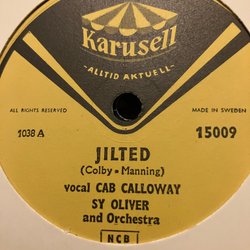 Karusell
-ALLTID AKTUELL-
ALL RIGHTS RESERVED
MADE IN SWEDEN
1038 A
15009
JILTED
(Colby - Manning)
vocal CAB CALLOWAY
SY OLIVER
and Orchestra
NCB